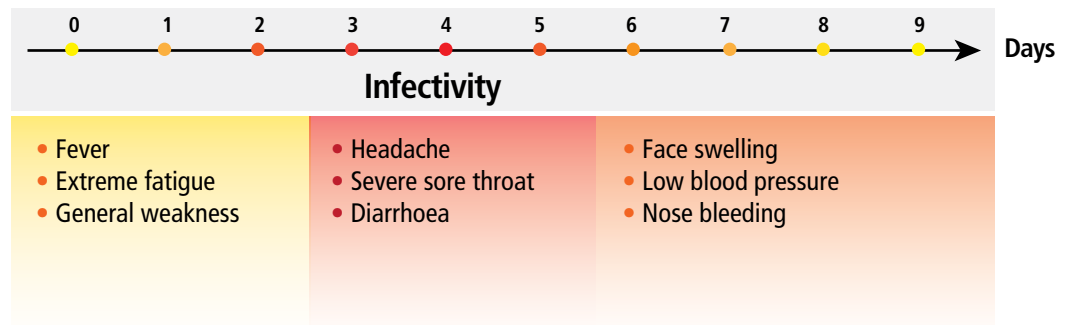 0 1 2 3 4 5 6 7 8 9
Days
Infectivity
• Fever
• Extreme fatigue
• General weakness
• Headache
• Severe sore throat
• Diarrhoea
• Face swelling
• Low blood pressure
• Nose bleeding